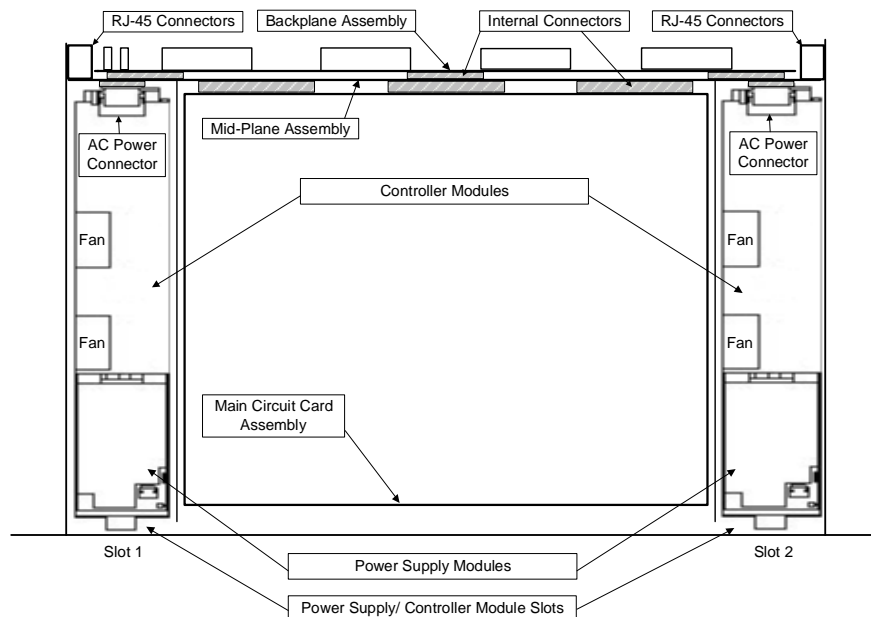 RJ-45 Connectors
Backplane Assembly
Internal Connectors
RJ-45 Connectors
Mid-Plane Assembly
AC Power
Connector
AC Power
Connector
Controller Modules
Fan
Fan
Fan
Fan
Main Circuit Card
Assembly
Slot 1
Slot 2
Power Supply Modules
Power Supply/ Controller Module Slots